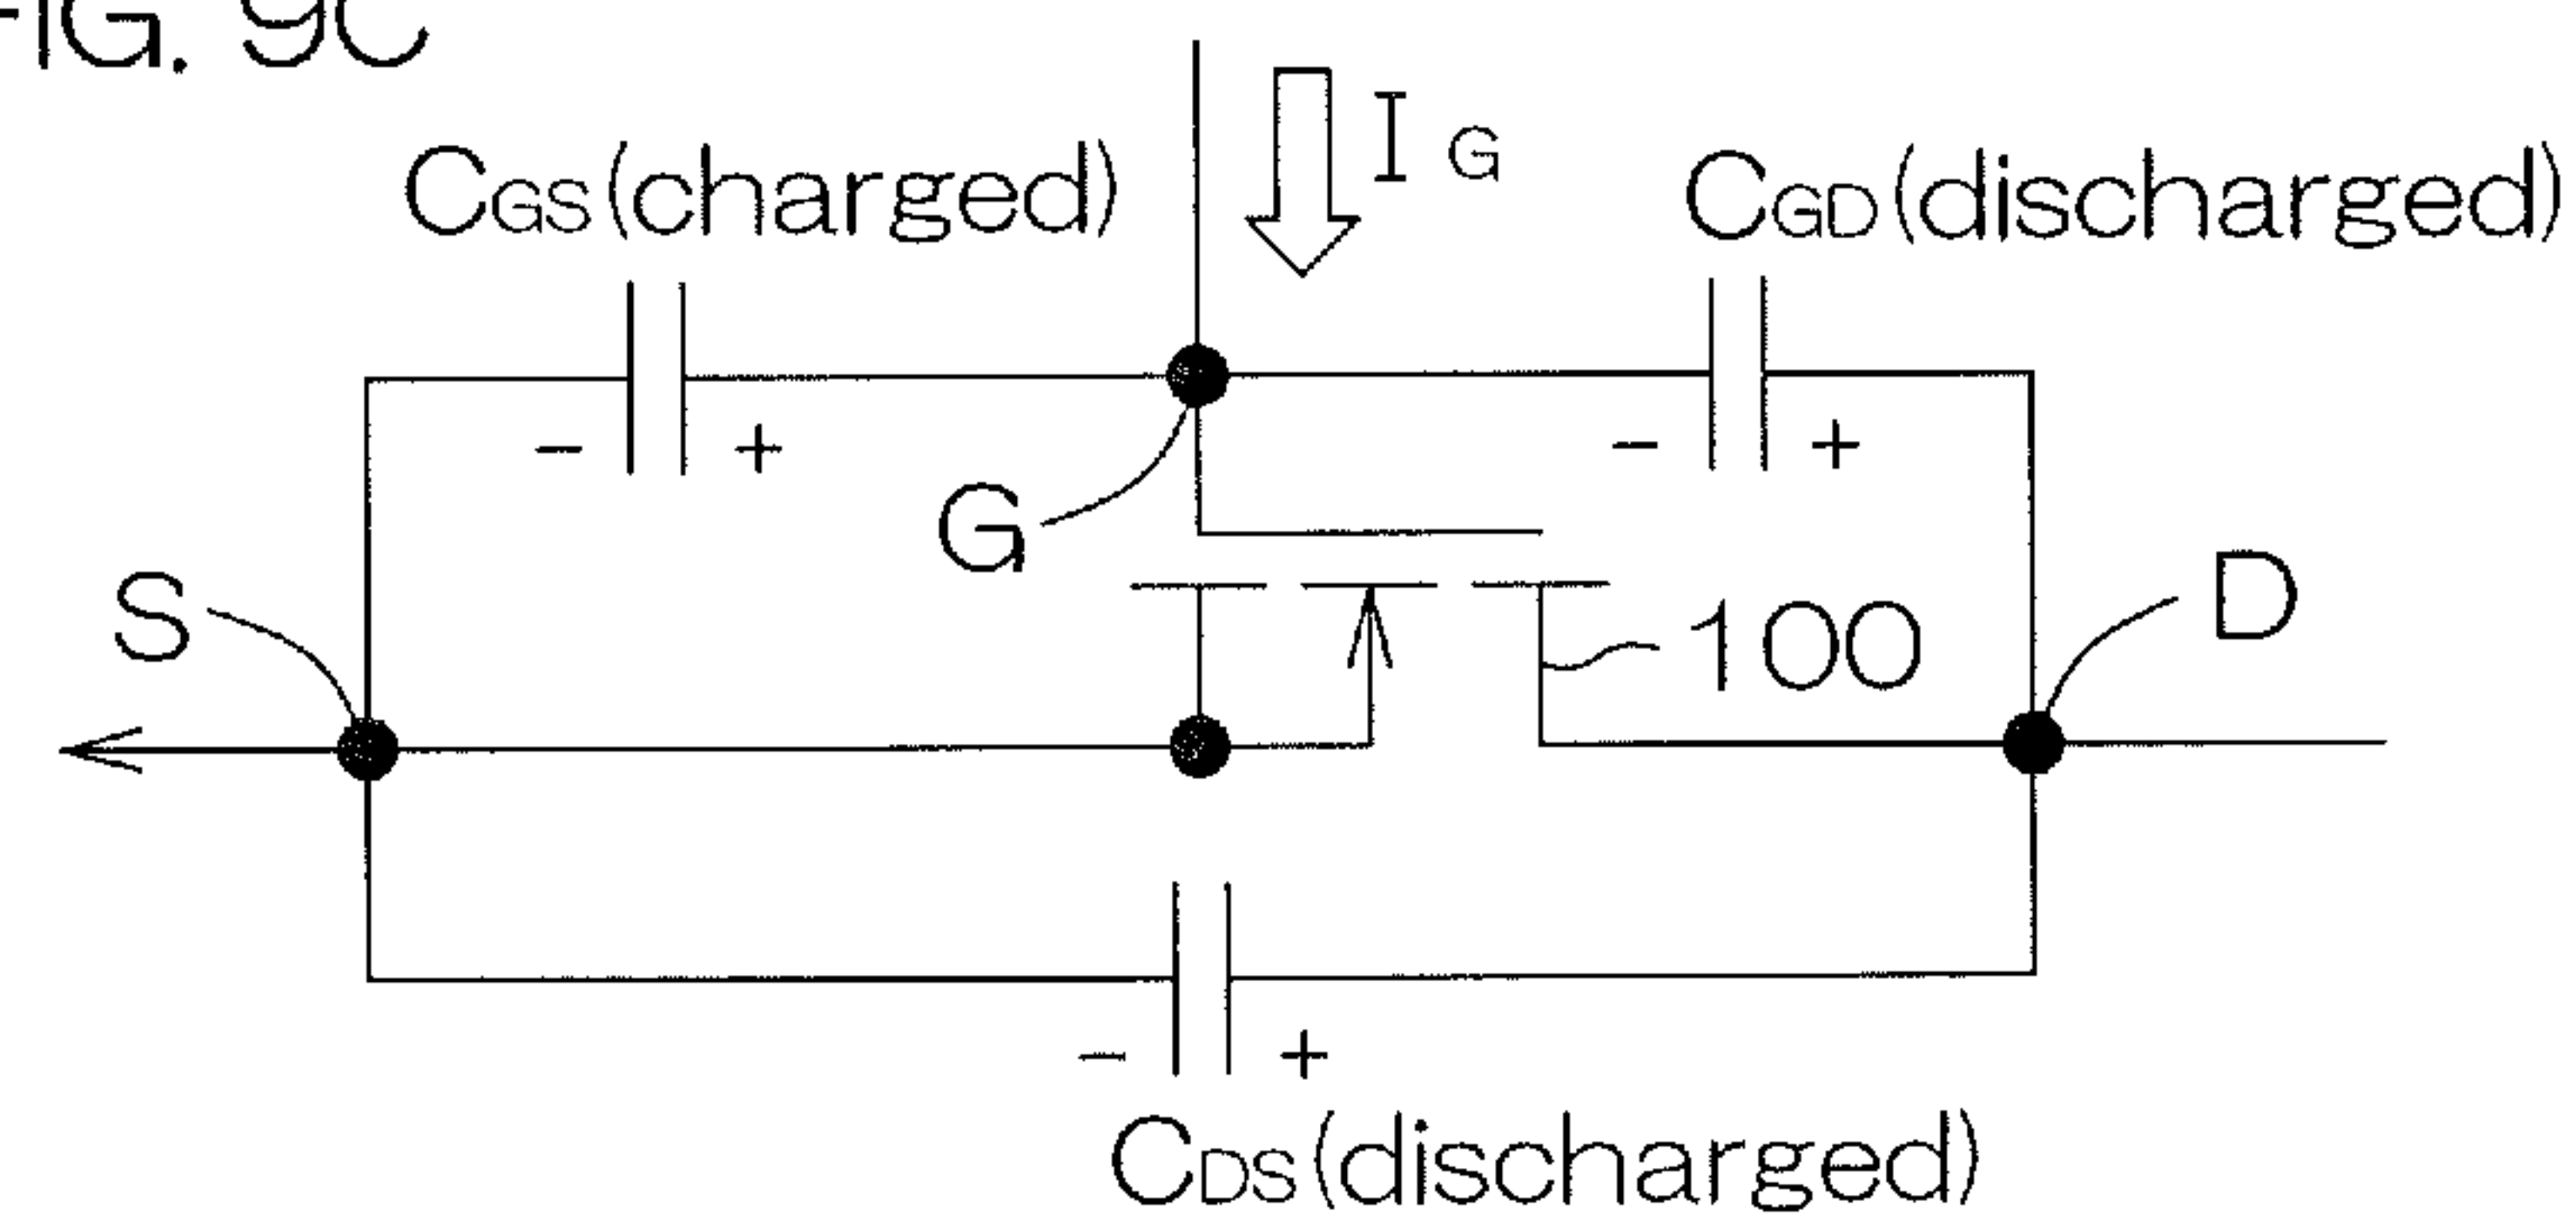 FIG. 9C
IG
CGS(charged)
CGD(discharged)
- +
- +
G
S
D
100
- +
CDS(discharged)